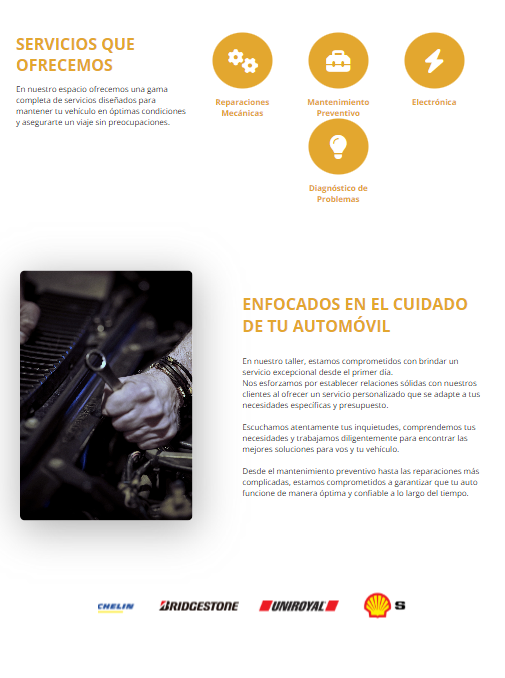 SERVICIOS QUE
OFRECEMOS
En nuestro espacio ofrecemos una gama
completa de servicios diseñados para
mantener tu vehículo en óptimas condiciones
y asegurarte un viaje sin preocupaciones.
Reparaciones
Mecánicas
Mantenimiento
Preventivo
Electrónica
Diagnóstico de
Problemas
ENFOCADOS EN EL CUIDADO
DE TU AUTOMÓVIL
En nuestro taller, estamos comprometidos con brindar un
servicio excepcional desde el primer día.
Nos esforzamos por establecer relaciones sólidas con nuestros
clientes al ofrecer un servicio personalizado que se adapte a tus
necesidades específicas y presupuesto.
Escuchamos atentamente tus inquietudes, comprendemos tus
necesidades y trabajamos diligentemente para encontrar las
mejores soluciones para vos y tu vehículo.
Desde el mantenimiento preventivo hasta las reparaciones más
complicadas, estamos comprometidos a garantizar que tu auto
funcione de manera óptima y confiable a lo largo del tiempo.
CHELIN BRIDGESTONE UNIROYAL S